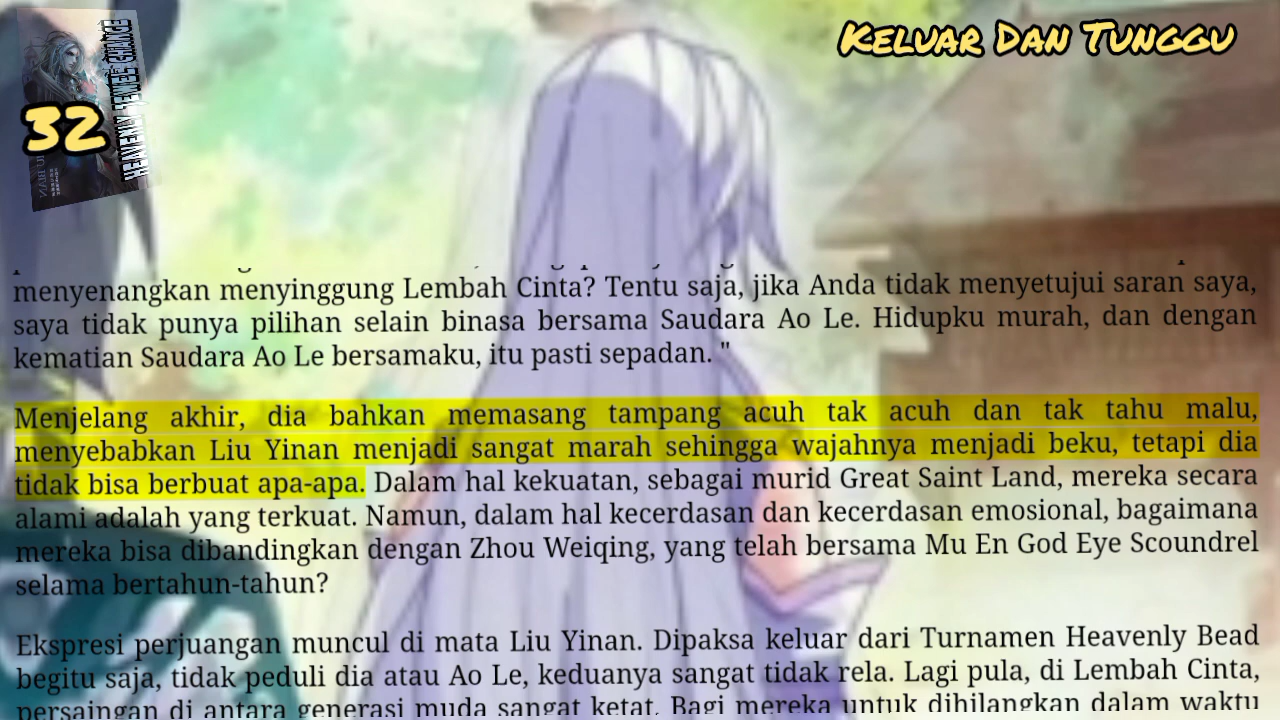 Keluar Dan Tunggu
32
HEAVENLY JEWEL CHANGE
menyenangkan menyinggung Lembah Cinta? Tentu saja, jika Anda tidak menyetujui saran saya,
saya tidak punya pilihan selain binasa bersama Saudara Ao Le. Hidupku murah, dan dengan
kematian Saudara Ao Le bersamaku, itu pasti sepadan. "
Menjelang akhir, dia bahkan memasang tampang acuh tak acuh dan tak tahu malu,
menyebabkan Liu Yinan menjadi sangat marah sehingga wajahnya menjadi beku, tetapi dia
tidak bisa berbuat apa-apa. Dalam hal kekuatan, sebagai murid Great Saint Land, mereka secara
alami adalah yang terkuat. Namun, dalam hal kecerdasan dan kecerdasan emosional, bagaimana
mereka bisa dibandingkan dengan Zhou Weiqing, yang telah bersama Mu En God Eye Scoundrel
selama bertahun-tahun?
Ekspresi perjuangan muncul di mata Liu Yinan. Dipaksa keluar dari Turnamen Heavenly Bead
begitu saja, tidak peduli dia atau Ao Le, keduanya sangat tidak rela. Lagi pula, di Lembah Cinta,
persaingan di antara generasi muda sangat ketat. Bagi mereka untuk dihilangkan dalam waktu